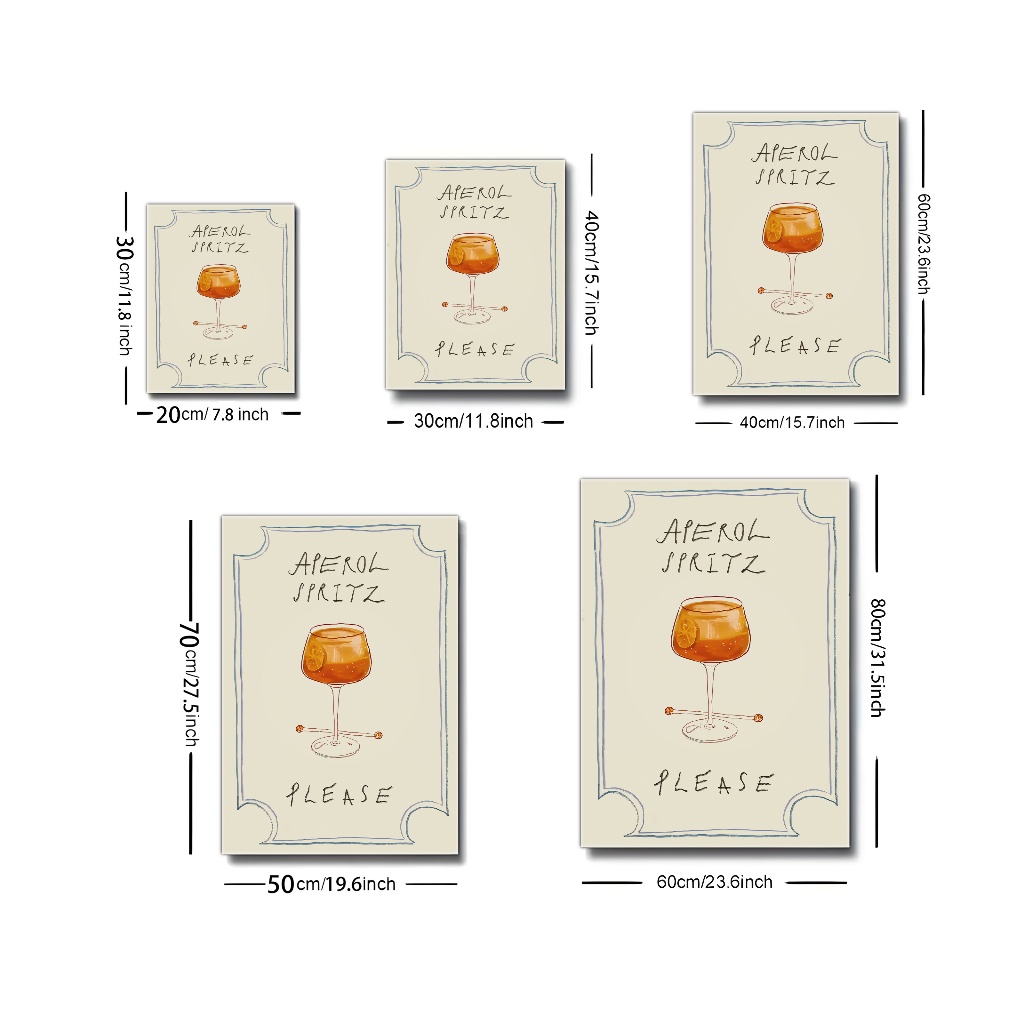 APEROL
SPRITZ
PLEASE
30cm/11.8 inch
20cm/ 7.8 inch
APEROL
SPRITZ
PLEASE
40cm/15.7inch
30cm/11.8inch
APEROL
SPRITZ
PLEASE
60cm/23.6inch
40cm/15.7inch
APEROL
SPRITZ
PLEASE
70cm/27.5inch
50cm/19.6inch
APEROL
SPRITZ
PLEASE
80cm/31.5inch
60cm/23.6inch